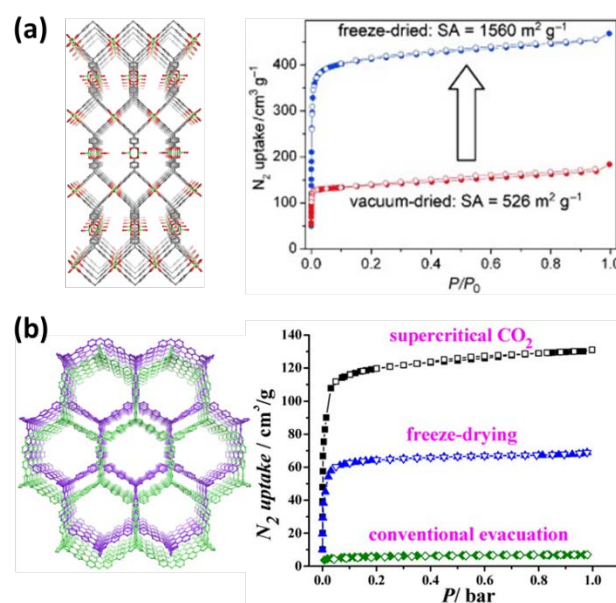 (a)
freeze-dried: SA = 1560 m² g⁻¹
400
300
200
100
0
N₂ uptake/cm³ g⁻¹
vacuum-dried: SA = 526 m² g⁻¹
0.0 0.2 0.4 0.6 0.8 1.0
P/P₀
(b)
140
120
100
80
60
40
20
0
N₂ uptake / cm³/g
supercritical CO₂
freeze-drying
conventional evacuation
0.0 0.2 0.4 0.6 0.8 1.0
P/ bar